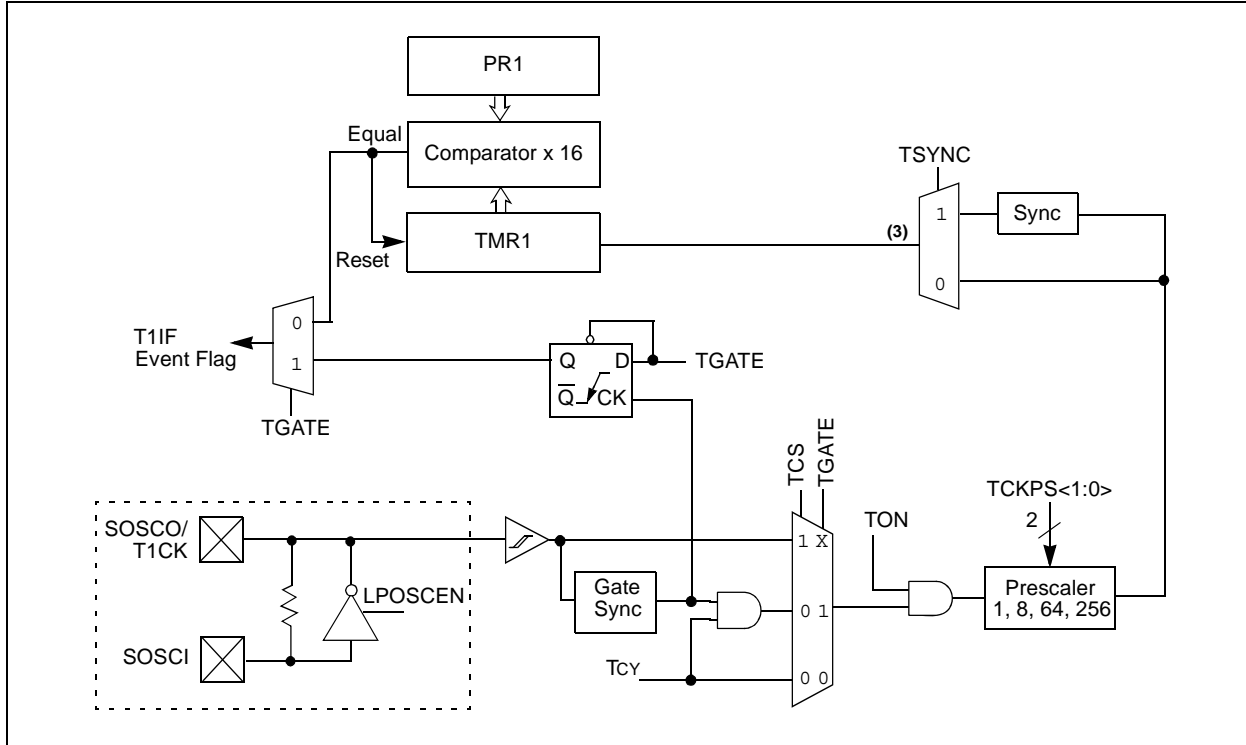 PR1
Equal
Comparator x 16
TSYNC
1
Sync
(3)
TMR1
Reset
0
T1IF
Event Flag
0
1
TGATE
Q
D
Q̅
CK
TGATE
TCS
TGATE
TCKPS<1:0>
2
SOSCO/
T1CK
TON
1 X
LPOSCEN
Gate
Sync
0 1
Prescaler
1, 8, 64, 256
SOSCI
TCY
0 0